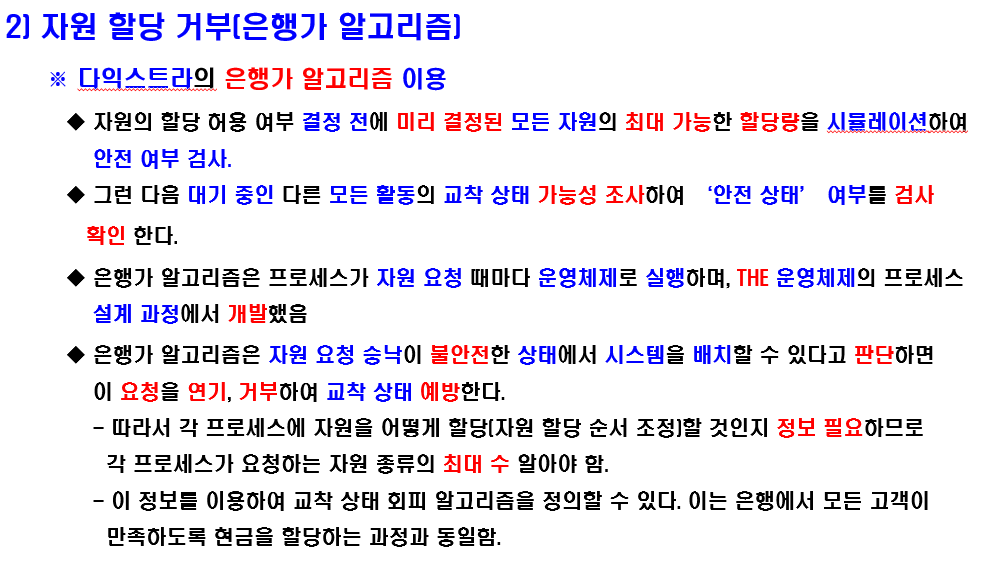 2) 자원 할당 거부(은행가 알고리즘)
※ 다익스트라의 은행가 알고리즘 이용
◆ 자원의 할당 허용 여부 결정 전에 미리 결정된 모든 자원의 최대 가능한 할당량을 시뮬레이션하여
안전 여부 검사.
◆ 그런 다음 대기 중인 다른 모든 활동의 교착 상태 가능성 조사하여 ‘안전 상태’ 여부를 검사
확인 한다.
◆ 은행가 알고리즘은 프로세스가 자원 요청 때마다 운영체제로 실행하며, THE 운영체제의 프로세스
설계 과정에서 개발했음
◆ 은행가 알고리즘은 자원 요청 승낙이 불안전한 상태에서 시스템을 배치할 수 있다고 판단하면
이 요청을 연기, 거부하여 교착 상태 예방한다.
- 따라서 각 프로세스에 자원을 어떻게 할당(자원 할당 순서 조정)할 것인지 정보 필요하므로
각 프로세스가 요청하는 자원 종류의 최대 수 알아야 함.
- 이 정보를 이용하여 교착 상태 회피 알고리즘을 정의할 수 있다. 이는 은행에서 모든 고객이
만족하도록 현금을 할당하는 과정과 동일함.